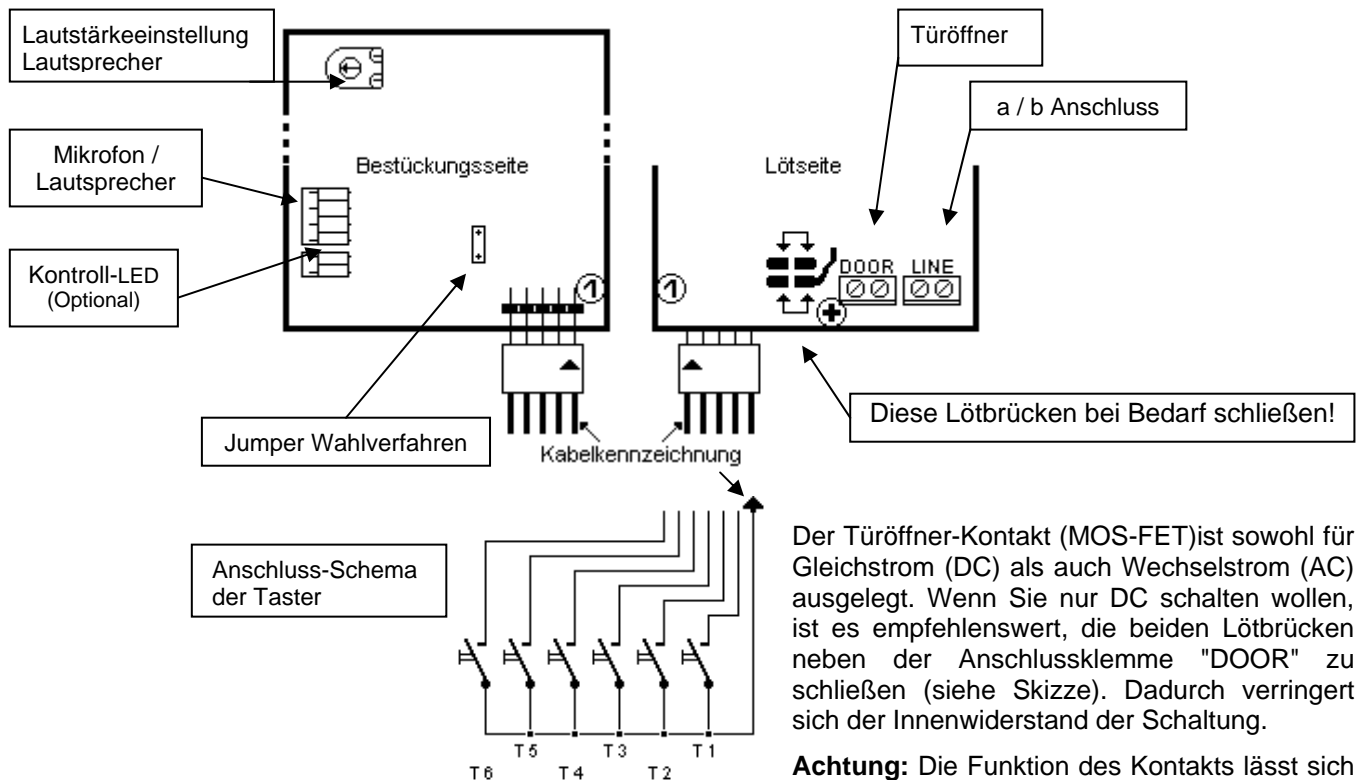 Lautstärkeeinstellung
Lautsprecher
Türöffner
a / b Anschluss
Mikrofon /
Lautsprecher
Bestückungsseite
Lötseite
Kontroll-LED
(Optional)
DOOR LINE
1
1
Diese Lötbrücken bei Bedarf schließen!
Jumper Wahlverfahren
Kabelkennzeichnung
Anschluss-Schema
der Taster
T5 T3 T1
T6 T4 T2
Der Türöffner-Kontakt (MOS-FET)ist sowohl für
Gleichstrom (DC) als auch Wechselstrom (AC)
ausgelegt. Wenn Sie nur DC schalten wollen,
ist es empfehlenswert, die beiden Lötbrücken
neben der Anschlussklemme "DOOR" zu
schließen (siehe Skizze). Dadurch verringert
sich der Innenwiderstand der Schaltung.
Achtung: Die Funktion des Kontakts lässt sich